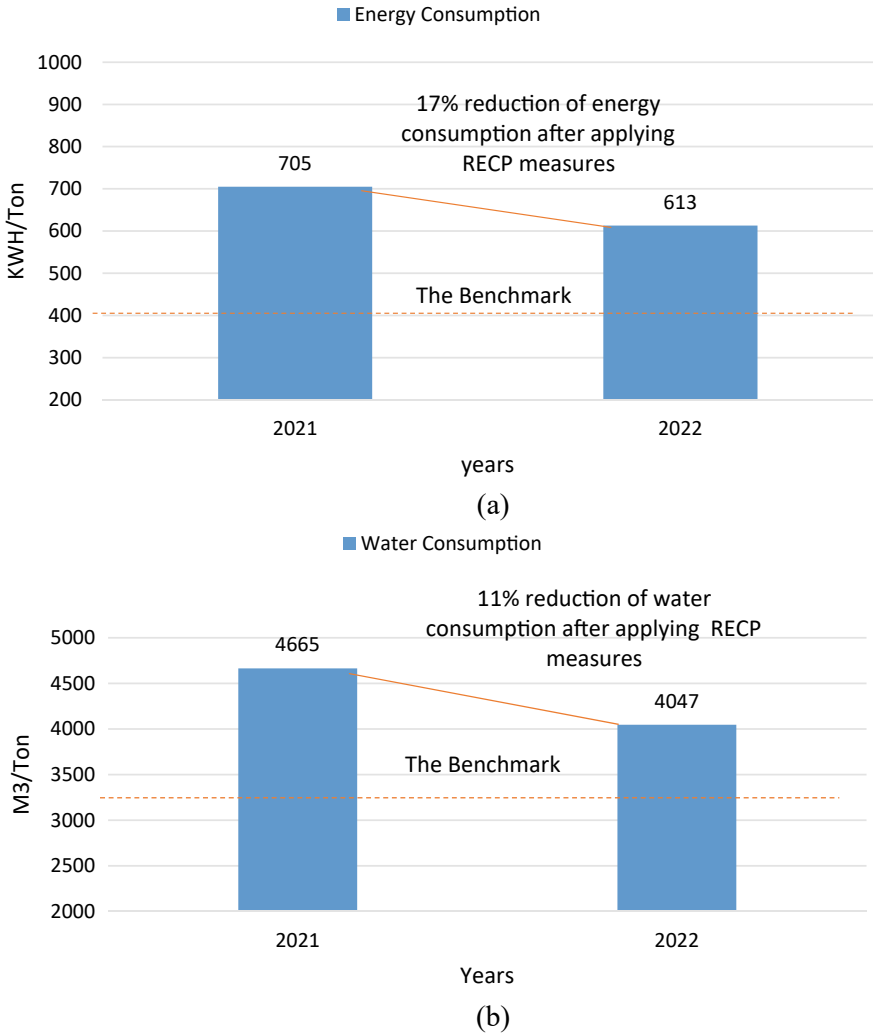 Energy Consumption
1000
900
800
700
600
500
400
300
200
KWH/Ton
17% reduction of energy
consumption after applying
RECP measures
705
613
The Benchmark
2021
2022
years
(a)
Water Consumption
11% reduction of water
consumption after applying RECP
measures
5000
4500
4000
3500
3000
2500
2000
M3/Ton
4665
4047
The Benchmark
2021
2022
Years
(b)